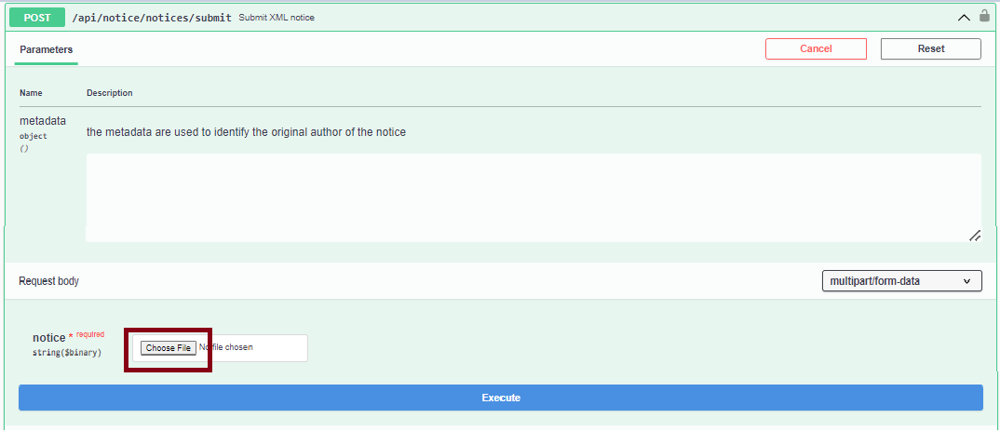 POST /api/notice/notices/submit Submit XML notice
Parameters Cancel Reset
Name Description
metadata
object
()
the metadata are used to identify the original author of the notice
Request body multipart/form-data
notice * required
string($binary)
Choose File No file chosen
Execute